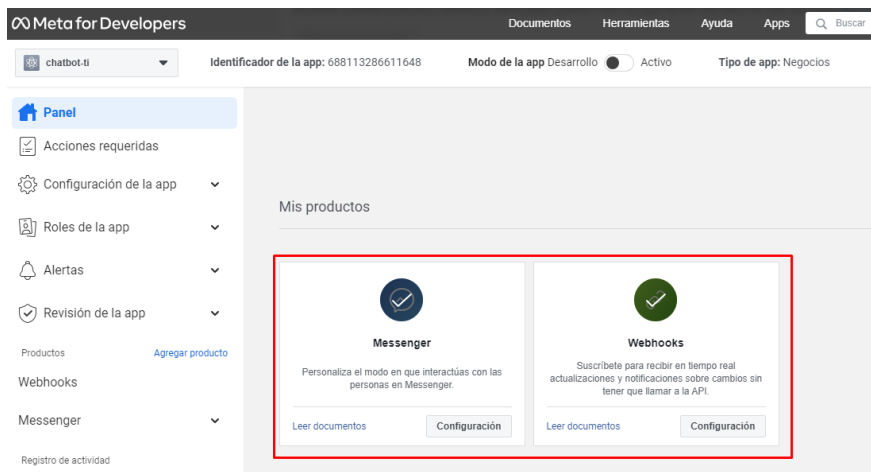 Meta for Developers
Documentos Herramientas Ayuda Apps Buscar
chatbot-ti Identificador de la app: 688113286611648 Modo de la app Desarrollo Activo Tipo de app: Negocios
Panel
Acciones requeridas
Configuración de la app
Roles de la app
Alertas
Revisión de la app
Productos Agregar producto
Webhooks
Messenger
Registro de actividad
Mis productos
Messenger
Personaliza el modo en que interactúas con las
personas en Messenger.
Leer documentos Configuración
Webhooks
Suscríbete para recibir en tiempo real
actualizaciones y notificaciones sobre cambios sin
tener que llamar a la API.
Leer documentos Configuración